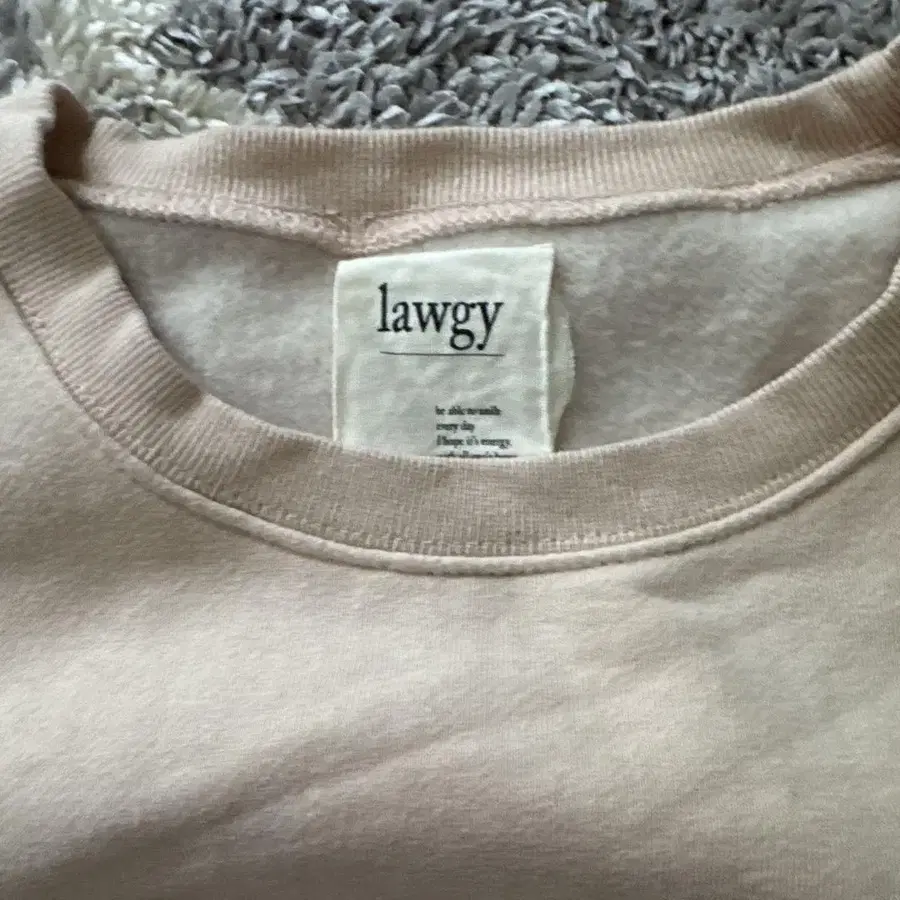 lawgy
be able to smile
every day
I hope it's energy.